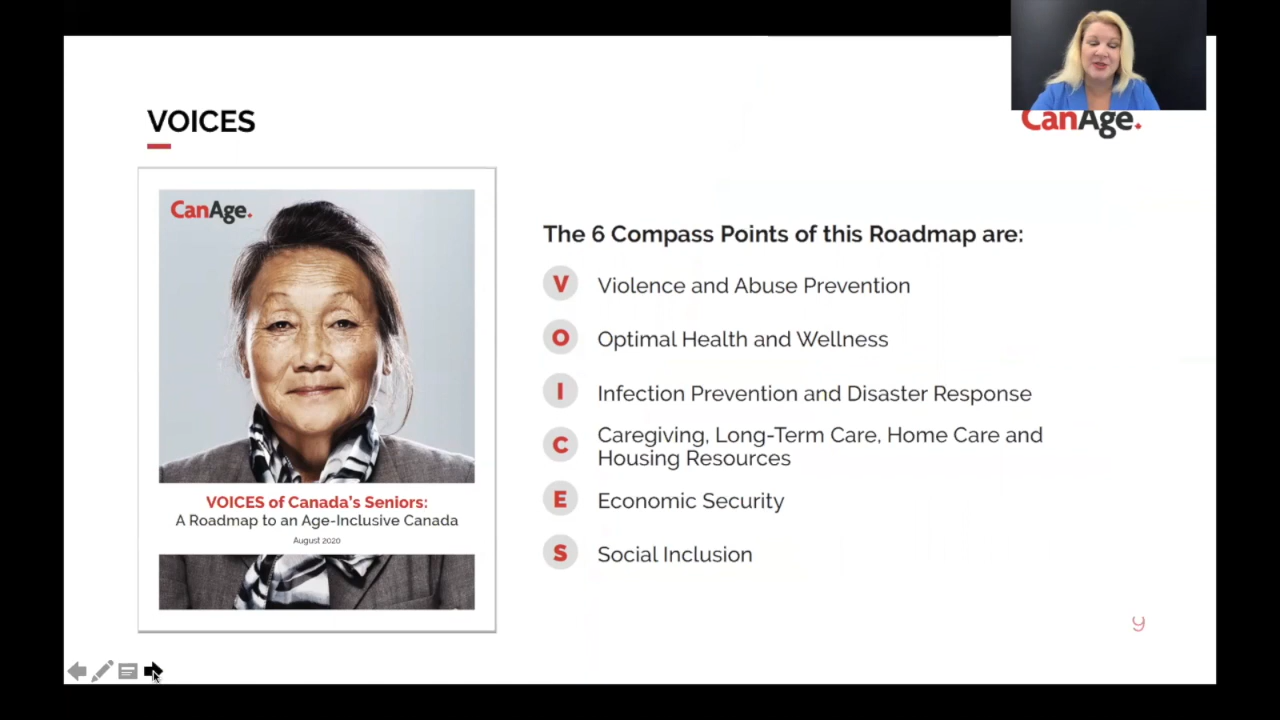 VOICES
CanAge.
CanAge.
VOICES of Canada's Seniors:
A Roadmap to an Age-Inclusive Canada
August 2020
The 6 Compass Points of this Roadmap are:
V Violence and Abuse Prevention
O Optimal Health and Wellness
I Infection Prevention and Disaster Response
C Caregiving, Long-Term Care, Home Care and
Housing Resources
E Economic Security
S Social Inclusion
9